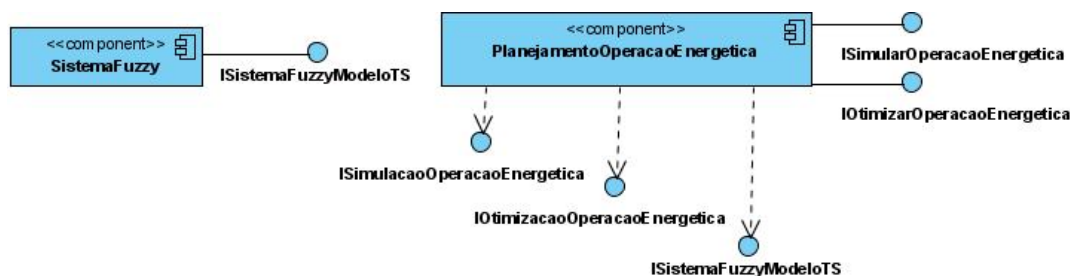 <<component>>
SistemaFuzzy
ISistemaFuzzyModeloTS
<<component>>
PlanejamentoOperacaoEnergetica
ISimularOperacaoEnergetica
IOtimizarOperacaoEnergetica
ISimulacaoOperacaoEnergetica
IOtimizacaoOperacaoEnergetica
ISistemaFuzzyModeloTS